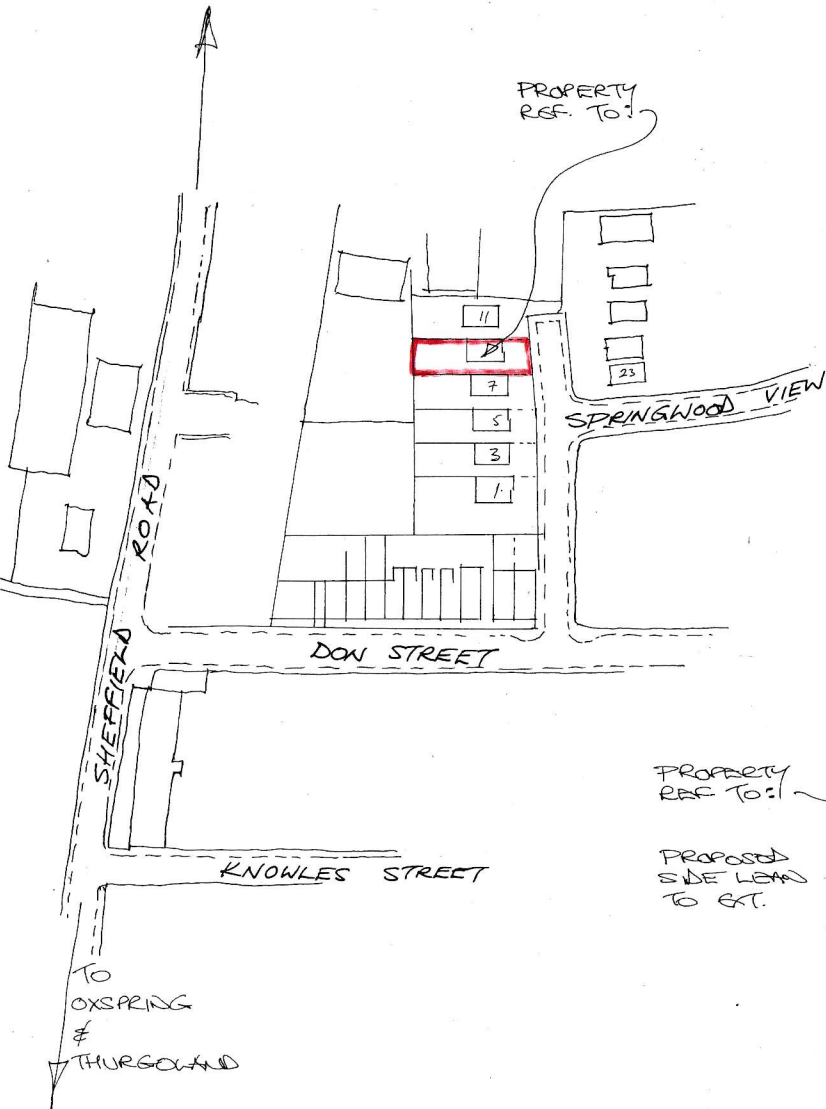 PROPERTY
REF. TO:
11
7
5
3
1
23
SPRINGWOOD VIEW
SHEFFIELD ROAD
DON STREET
PROPERTY
REF TO:
PROPOSED
SIDE LEAN
TO EXT.
KNOWLES STREET
TO
OXSPRING
&
THURGOLAND